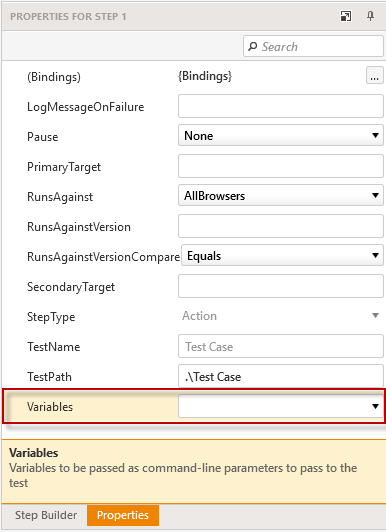 PROPERTIES FOR STEP 1
Search
(Bindings) {Bindings} ...
LogMessageOnFailure
Pause None
PrimaryTarget
RunsAgainst AllBrowsers
RunsAgainstVersion
RunsAgainstVersionCompare Equals
SecondaryTarget
StepType Action
TestName Test Case
TestPath .\Test Case
Variables
Variables
Variables to be passed as command-line parameters to pass to the
test
Step Builder Properties